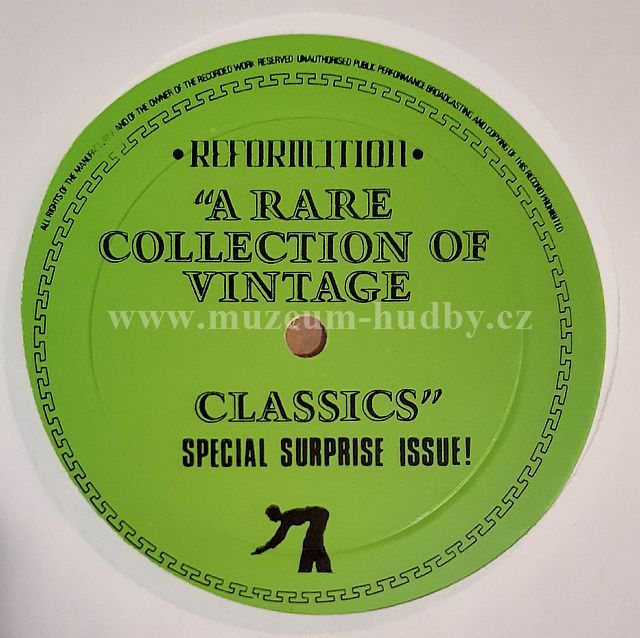 ALL RIGHTS OF THE MANUFACTURER AND OF THE OWNER OF THE RECORDED WORK RESERVED UNAUTHORISED PUBLIC PERFORMANCE BROADCASTING AND COPYING OF THIS RECORD PROHIBITED
•REFORMATION•
“A RARE
COLLECTION OF
VINTAGE
www.muzeum-hudby.cz
CLASSICS”
SPECIAL SURPRISE ISSUE!